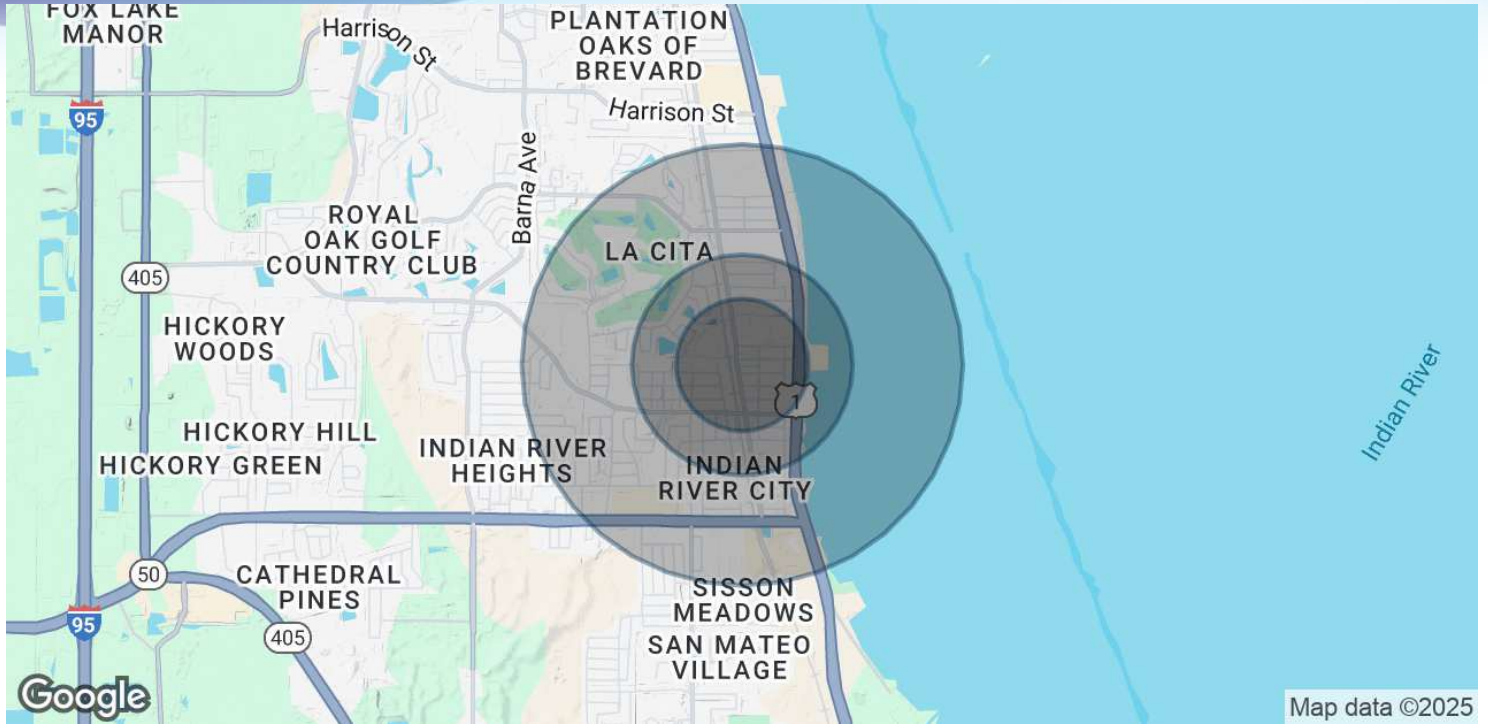 FOX LAKE
MANOR
Harrison St
PLANTATION
OAKS OF
BREVARD
Harrison St
95
Barna Ave
ROYAL
OAK GOLF
COUNTRY CLUB
LA CITA
405
HICKORY
WOODS
Indian River
1
HICKORY HILL
HICKORY GREEN
INDIAN RIVER
HEIGHTS
INDIAN
RIVER CITY
50
CATHEDRAL
PINES
SISSON
MEADOWS
95
405
SAN MATEO
VILLAGE
Google
Map data ©2025